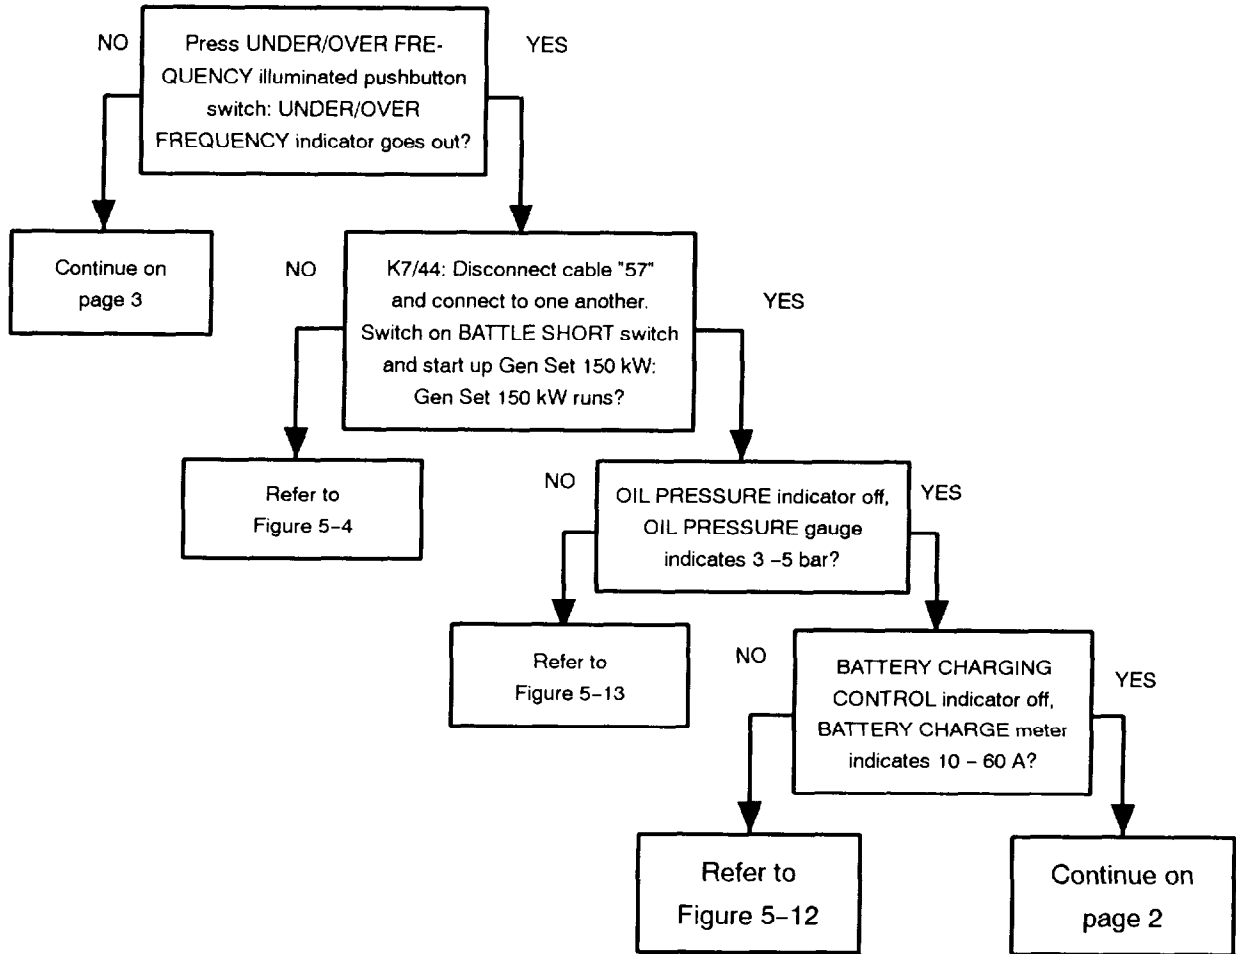 NO
Press UNDER/OVER FRE-
QUENCY illuminated pushbutton
switch: UNDER/OVER
FREQUENCY indicator goes out?
YES
Continue on
page 3
NO
K7/44: Disconnect cable "57"
and connect to one another.
Switch on BATTLE SHORT switch
and start up Gen Set 150 kW:
Gen Set 150 kW runs?
YES
Refer to
Figure 5–4
NO
OIL PRESSURE indicator off,
OIL PRESSURE gauge
indicates 3 –5 bar?
YES
Refer to
Figure 5–13
NO
BATTERY CHARGING
CONTROL indicator off,
BATTERY CHARGE meter
indicates 10 – 60 A?
YES
Refer to
Figure 5–12
Continue on
page 2